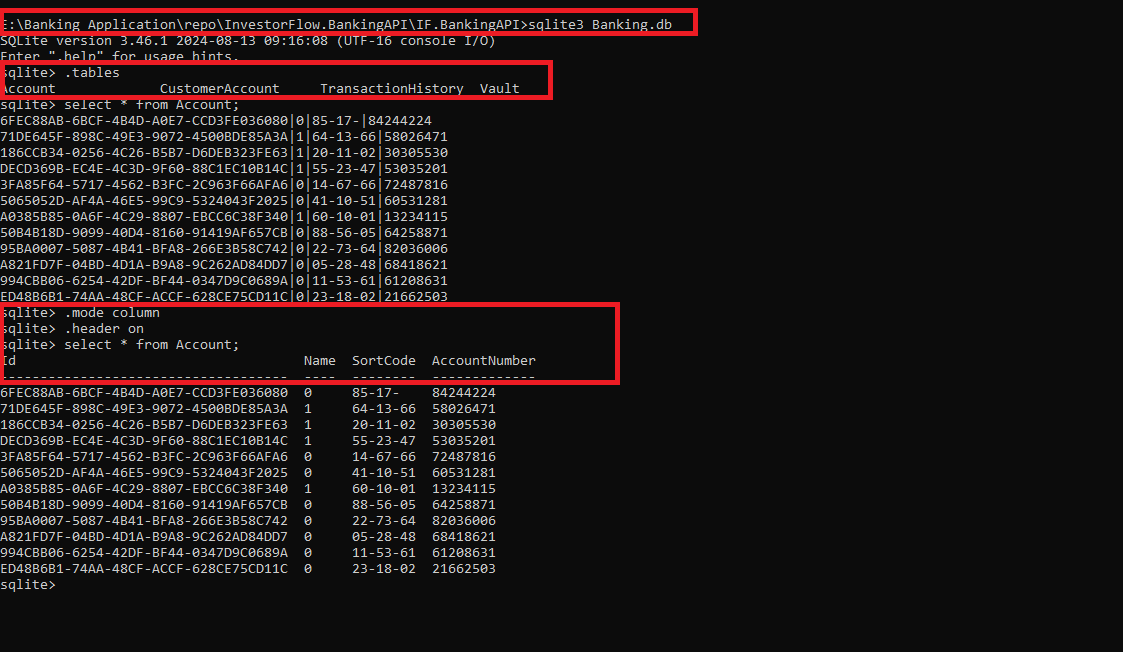 E:\Banking Application\repo\InvestorFlow.BankingAPI\IF.BankingAPI>sqlite3 Banking.db
SQLite version 3.46.1 2024-08-13 09:16:08 (UTF-16 console I/O)
Enter ".help" for usage hints.
sqlite> .tables
Account             CustomerAccount     TransactionHistory  Vault
sqlite> select * from Account;
6FEC88AB-6BCF-4B4D-A0E7-CCD3FE036080|0|85-17-|84244224
71DE645F-898C-49E3-9072-4500BDE85A3A|1|64-13-66|58026471
186CCB34-0256-4C26-B5B7-D6DEB323FE63|1|20-11-02|30305530
DECD369B-EC4E-4C3D-9F60-88C1EC10B14C|1|55-23-47|53035201
3FA85F64-5717-4562-B3FC-2C963F66AFA6|0|14-67-66|72487816
5065052D-AF4A-46E5-99C9-5324043F2025|0|41-10-51|60531281
A0385B85-0A6F-4C29-8807-EBCC6C38F340|1|60-10-01|13234115
50B4B18D-9099-40D4-8160-91419AF657CB|0|88-56-05|64258871
95BA0007-5087-4B41-BFA8-266E3B58C742|0|22-73-64|82036006
A821FD7F-04BD-4D1A-B9A8-9C262AD84DD7|0|05-28-48|68418621
994CBB06-6254-42DF-BF44-0347D9C0689A|0|11-53-61|61208631
ED48B6B1-74AA-48CF-ACCF-628CE75CD11C|0|23-18-02|21662503
sqlite> .mode column
sqlite> .header on
sqlite> select * from Account;
Id                                    Name  SortCode  AccountNumber
------------------------------------  ----  --------  -------------
6FEC88AB-6BCF-4B4D-A0E7-CCD3FE036080  0     85-17-    84244224
71DE645F-898C-49E3-9072-4500BDE85A3A  1     64-13-66  58026471
186CCB34-0256-4C26-B5B7-D6DEB323FE63  1     20-11-02  30305530
DECD369B-EC4E-4C3D-9F60-88C1EC10B14C  1     55-23-47  53035201
3FA85F64-5717-4562-B3FC-2C963F66AFA6  0     14-67-66  72487816
5065052D-AF4A-46E5-99C9-5324043F2025  0     41-10-51  60531281
A0385B85-0A6F-4C29-8807-EBCC6C38F340  1     60-10-01  13234115
50B4B18D-9099-40D4-8160-91419AF657CB  0     88-56-05  64258871
95BA0007-5087-4B41-BFA8-266E3B58C742  0     22-73-64  82036006
A821FD7F-04BD-4D1A-B9A8-9C262AD84DD7  0     05-28-48  68418621
994CBB06-6254-42DF-BF44-0347D9C0689A  0     11-53-61  61208631
ED48B6B1-74AA-48CF-ACCF-628CE75CD11C  0     23-18-02  21662503
sqlite>